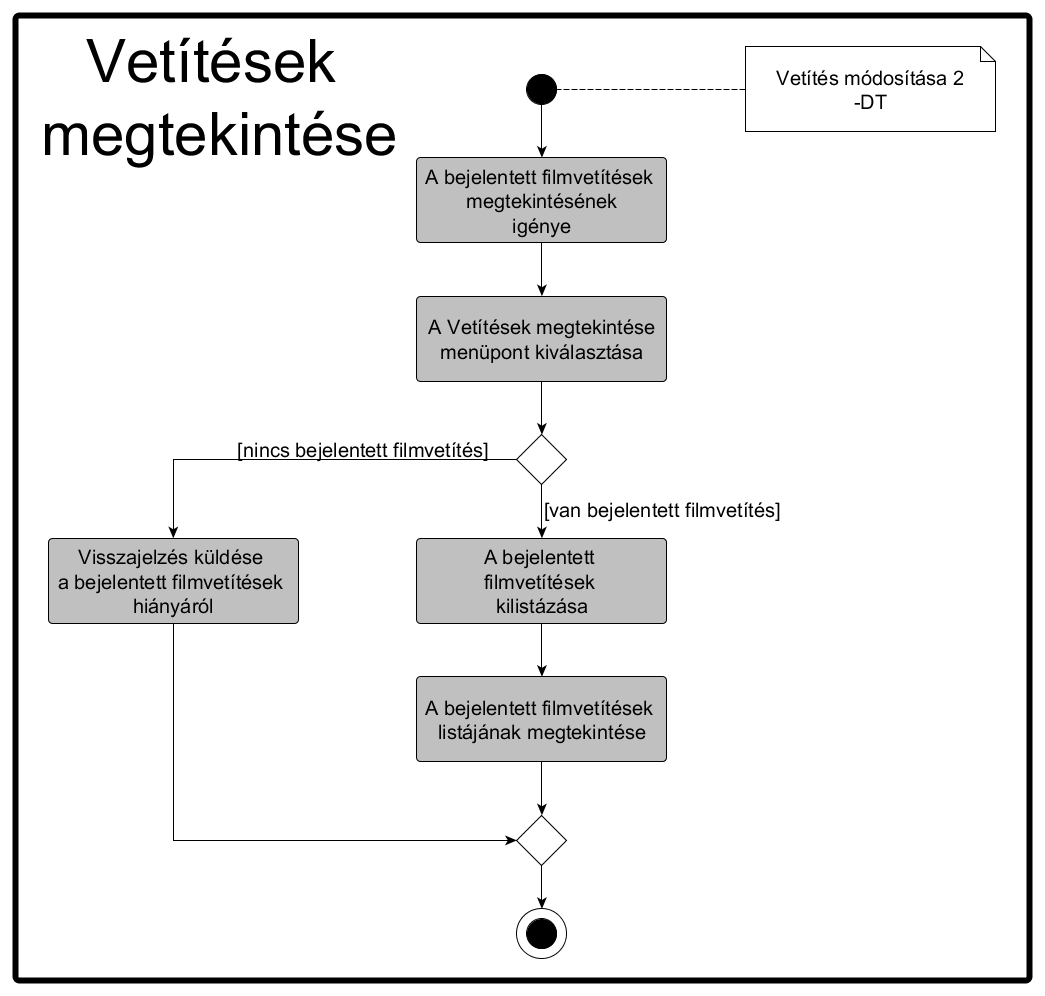 Vetítések
megtekintése
Vetítés módosítása 2
-DT
A bejelentett filmvetítések
megtekintésének
igénye
A Vetítések megtekintése
menüpont kiválasztása
[nincs bejelentett filmvetítés]
[van bejelentett filmvetítés]
Visszajelzés küldése
a bejelentett filmvetítések
hiányáról
A bejelentett
filmvetítések
kilistázása
A bejelentett filmvetítések
listájának megtekintése